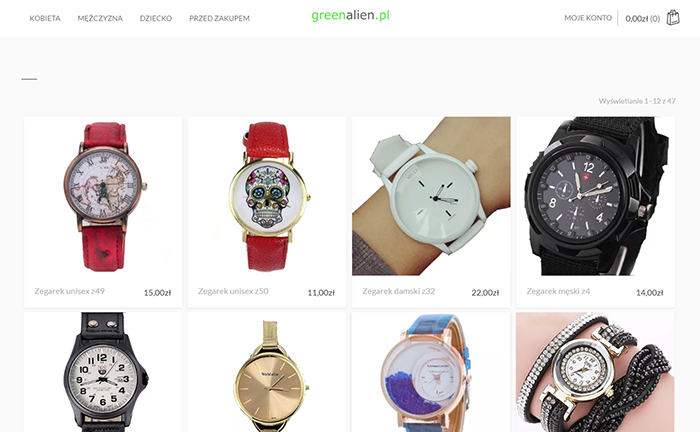 KOBIETA MĘŻCZYZNA DZIECKO PRZED ZAKUPEM greenalien.pl MOJE KONTO 0,00zł (0)
Wyświetlanie 1–12 z 47
Zegarek unisex z49 15,00zł
Zegarek unisex z50 11,00zł
Zegarek damski z32 22,00zł
Zegarek męski z4 14,00zł